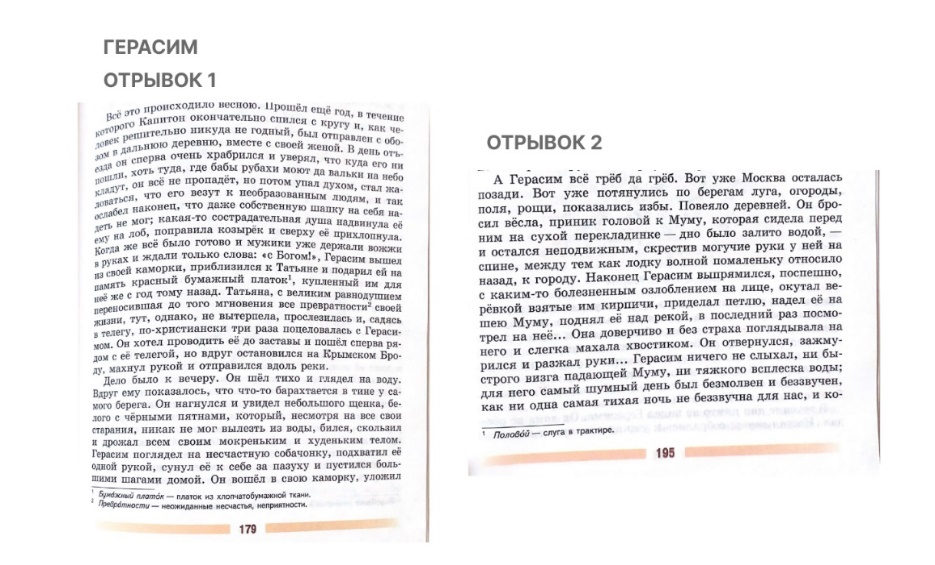 ГЕРАСИМ
ОТРЫВОК 1
Всё это происходило весною. Прошёл ещё год, в течение
которого Капитон окончательно спился с кругу и, как че-
ловек решительно никуда не годный, был отправлен с обо-
зом в дальнюю деревню, вместе с своей женой. В день отъ-
езда он сперва очень храбрился и уверял, что куда его ни
пошли, хоть туда, где бабы рубахи моют да вальки на небо
кладут, он всё не пропадёт, но потом упал духом, стал жа-
ловаться, что его везут к необразованным людям, и так
ослабел наконец, что даже собственную шапку на себя на-
деть не мог; какая-то сострадательная душа надвинула её
ему на лоб, поправила козырёк и сверху её прихлопнула.
Когда же всё было готово и мужики уже держали вожжи
в руках и ждали только слова: «с Богом!», Герасим вышел
из своей каморки, приблизился к Татьяне и подарил ей на
память красный бумажный платок¹, купленный им для
неё же с год тому назад. Татьяна, с великим равнодушием
переносившая до того мгновения все превратности² своей
жизни, тут, однако, не вытерпела, прослезилась и, садясь
в телегу, по-христиански три раза поцеловалась с Гераси-
мом. Он хотел проводить её до заставы и пошёл сперва ря-
дом с её телегой, но вдруг остановился на Крымском Бро-
ду, махнул рукой и отправился вдоль реки.
Дело было к вечеру. Он шёл тихо и глядел на воду.
Вдруг ему показалось, что что-то барахтается в тине у са-
мого берега. Он нагнулся и увидел небольшого щенка, бе-
лого с чёрными пятнами, который, несмотря на все свои
старания, никак не мог вылезть из воды, бился, скользил
и дрожал всем своим мокреньким и худеньким телом.
Герасим поглядел на несчастную собачонку, подхватил её
одной рукой, сунул её к себе за пазуху и пустился боль-
шими шагами домой. Он вошёл в свою каморку, уложил
¹ Бумажный платок — платок из хлопчатобумажной ткани.
² Превратности — неожиданные несчастья, неприятности.
179
ОТРЫВОК 2
А Герасим всё грёб да грёб. Вот уже Москва осталась
позади. Вот уже потянулись по берегам луга, огороды,
поля, рощи, показались избы. Повеяло деревней. Он бро-
сил вёсла, приник головой к Муму, которая сидела перед
ним на сухой перекладинке — дно было залито водой, —
и остался неподвижным, скрестив могучие руки у ней на
спине, между тем как лодку волной помаленьку относило
назад, к городу. Наконец Герасим выпрямился, поспешно,
с каким-то болезненным озлоблением на лице, окутал ве-
рёвкой взятые им кирпичи, приделал петлю, надел её на
шею Муму, поднял её над рекой, в последний раз посмо-
трел на неё... Она доверчиво и без страха поглядывала на
него и слегка махала хвостиком. Он отвернулся, зажму-
рился и разжал руки... Герасим ничего не слыхал, ни бы-
строго визга падающей Муму, ни тяжкого всплеска воды;
для него самый шумный день был безмолвен и беззвучен,
как ни одна самая тихая ночь не беззвучна для нас, и ко-
¹ Половой — слуга в трактире.
195